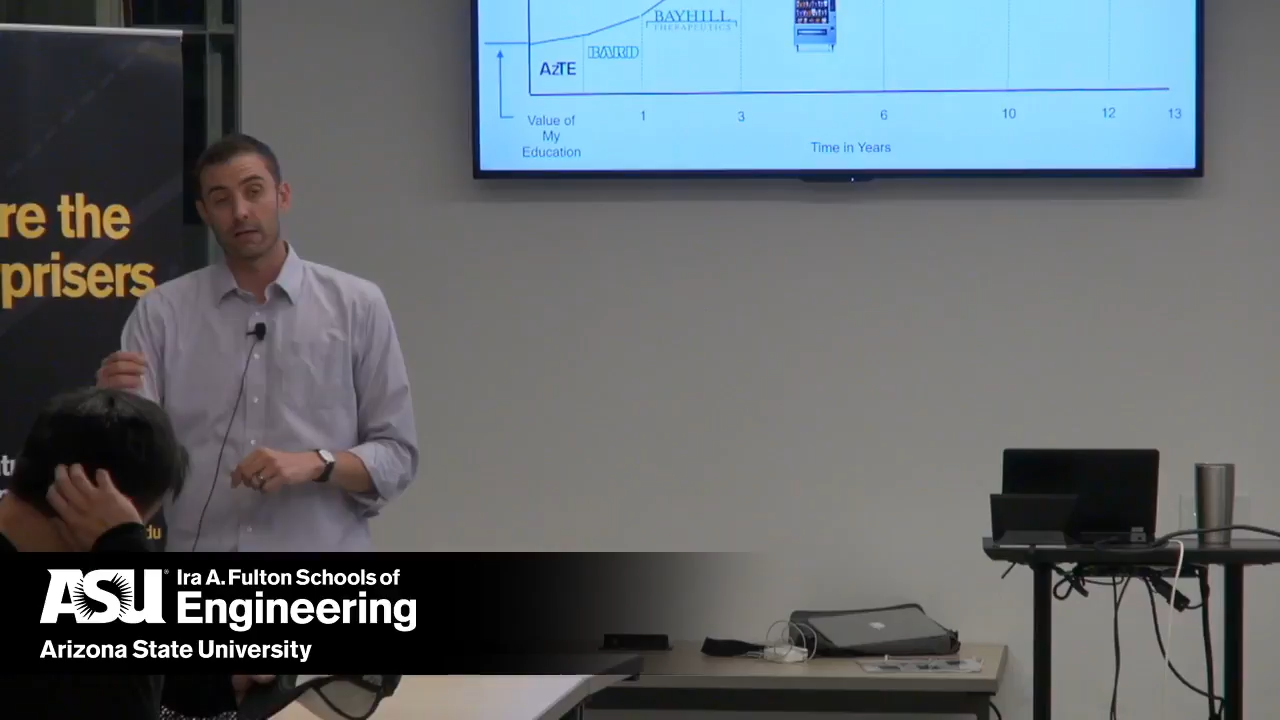 BAYHILL
THERAPEUTICS
BARD
AzTE
Value of
My
Education
1
3
6
10
12
13
Time in Years
re the
prisers
du
ASU
Ira A. Fulton Schools of
Engineering
Arizona State University